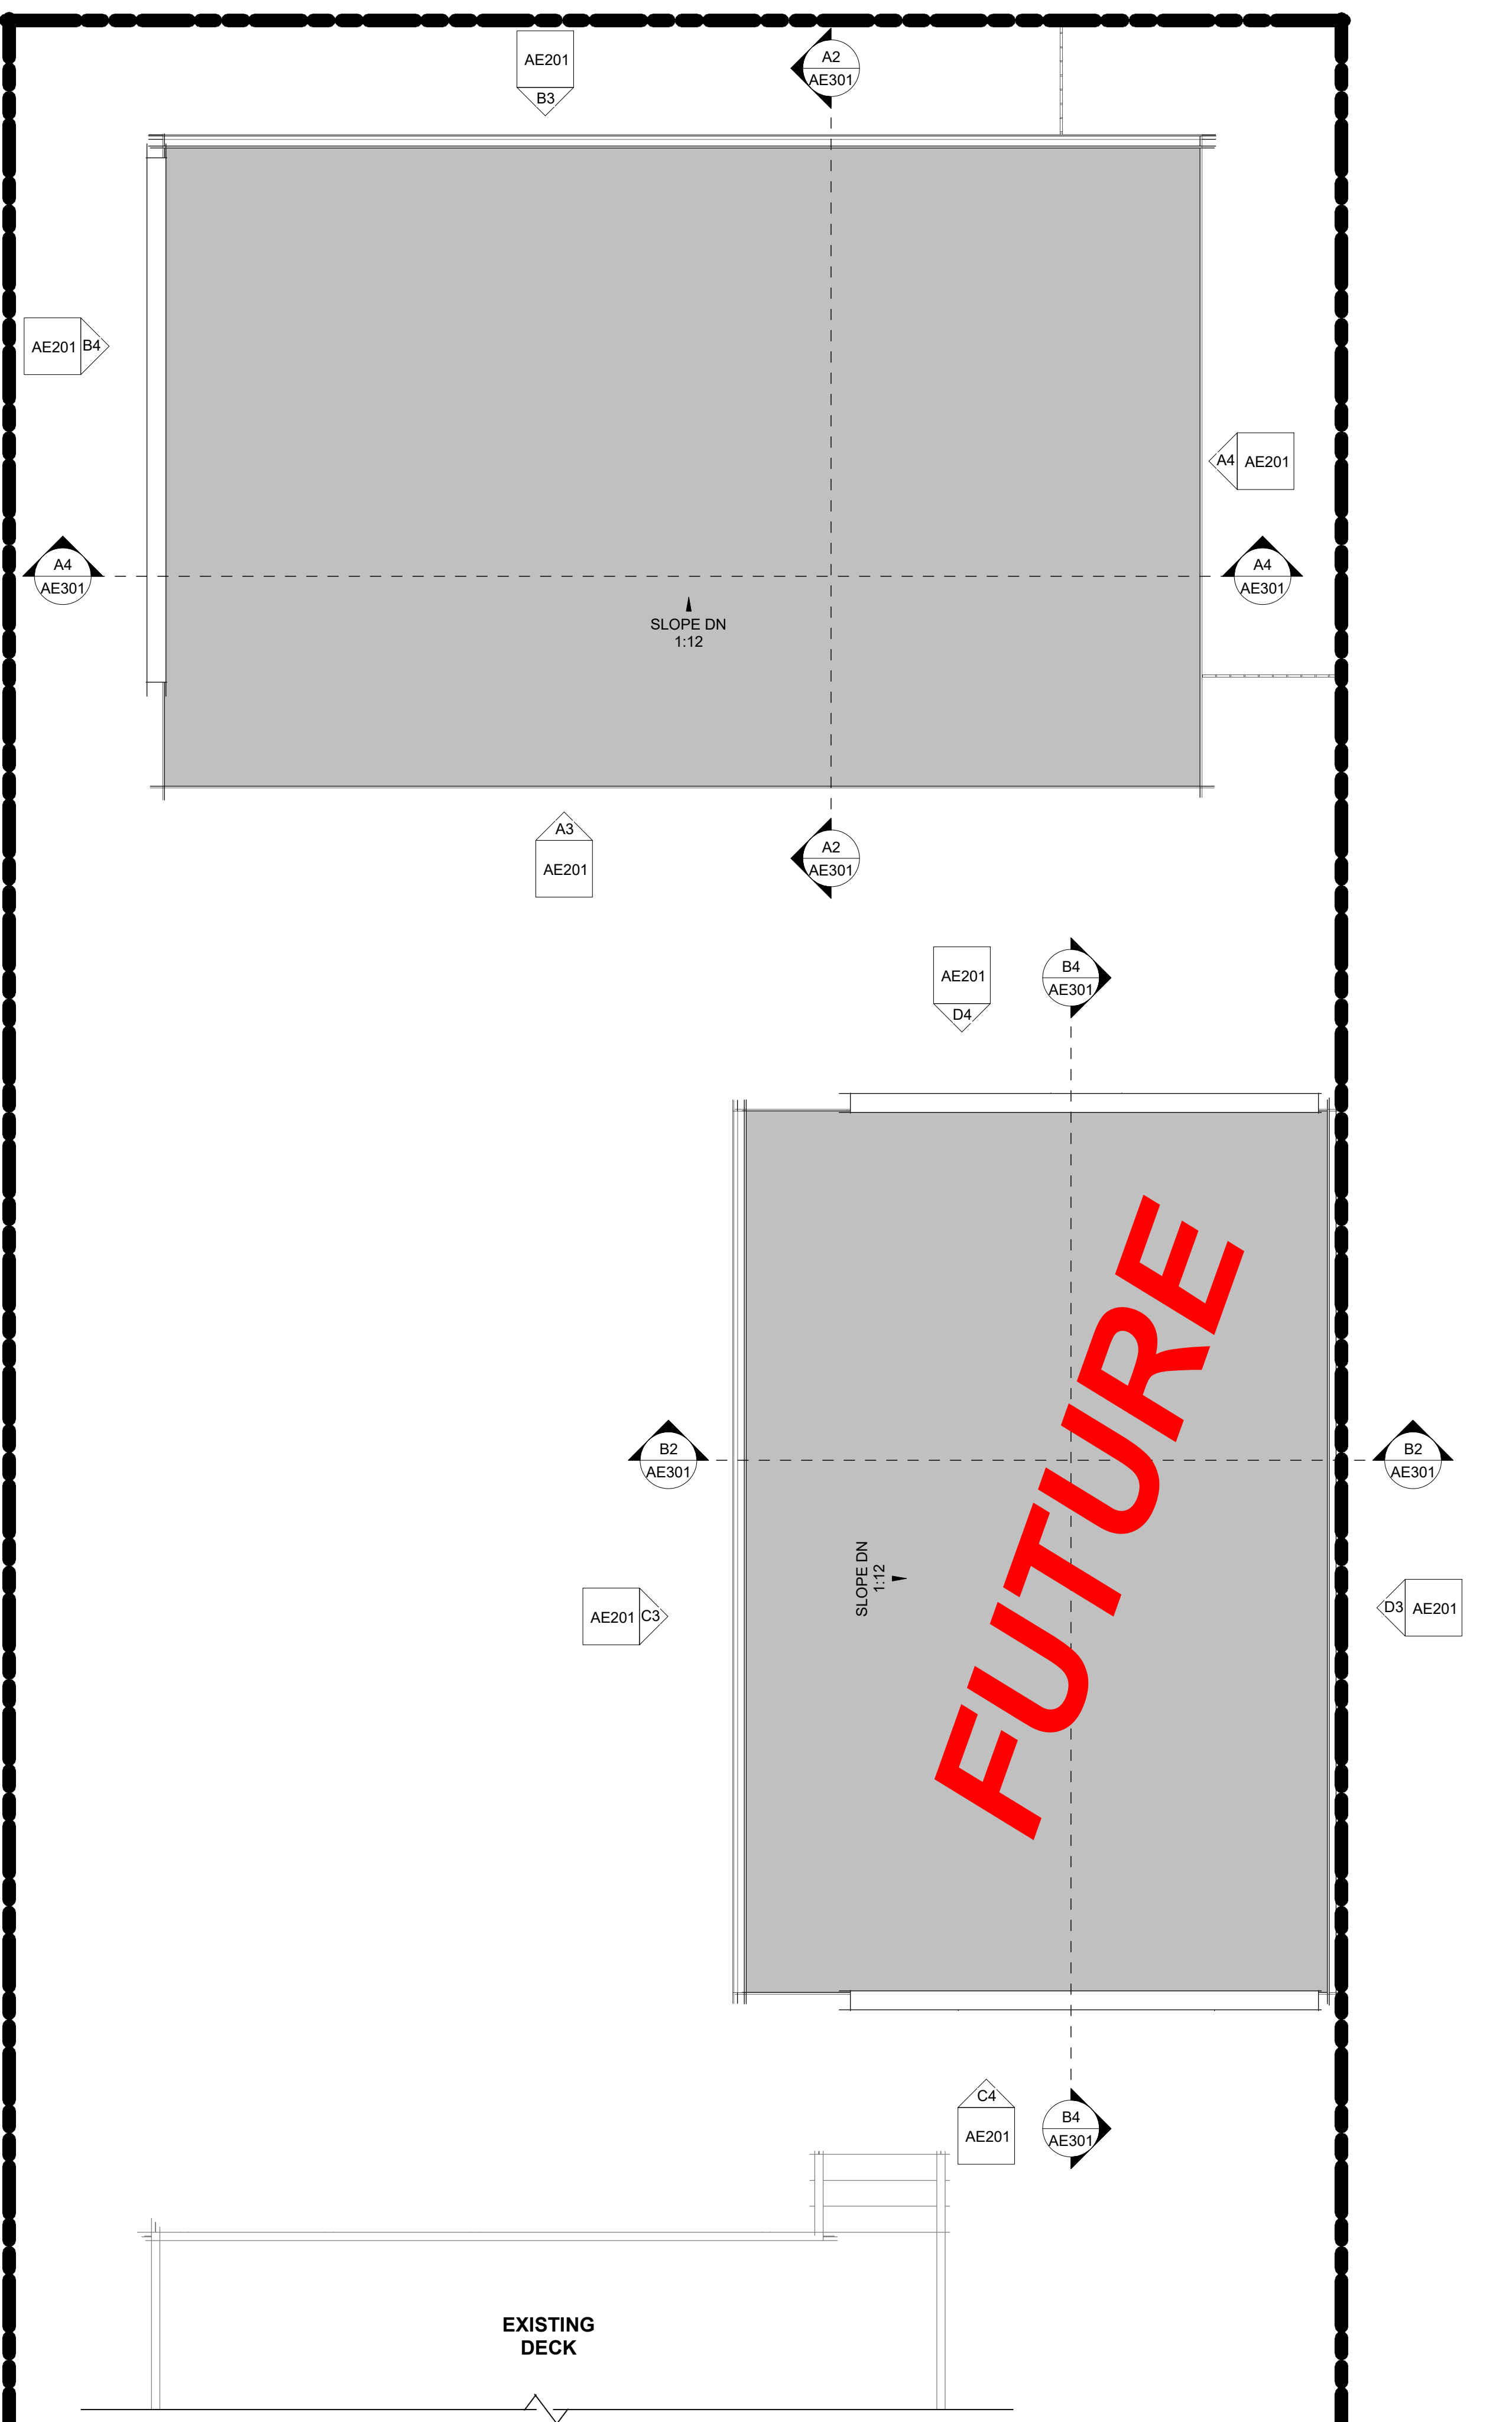 AE201
B3
A2
AE301
AE201
B4
A4
AE201
A4
AE301
A4
AE301
SLOPE DN
1:12
A3
AE201
A2
AE301
AE201
D4
B4
AE301
FUTURE
B2
AE301
B2
AE301
SLOPE DN
1:12
AE201
C3
D3
AE201
C4
AE201
B4
AE301
EXISTING
DECK